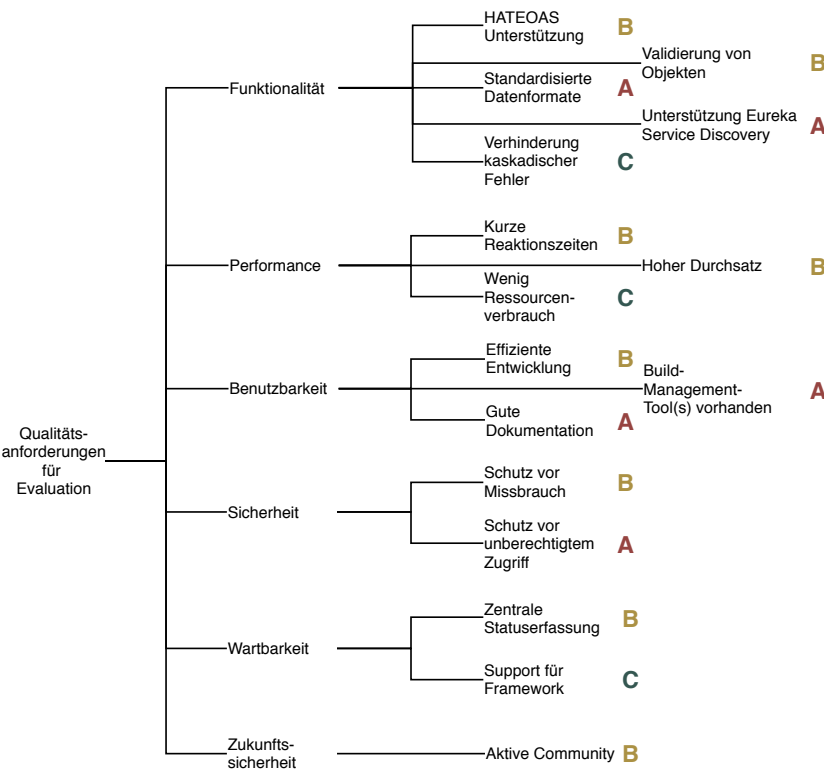 HATEOAS
Unterstützung
B
Validierung von
Objekten
B
Funktionalität
Standardisierte
Datenformate
A
Unterstützung Eureka
Service Discovery
A
Verhinderung
kaskadischer
Fehler
C
Kurze
Reaktionszeiten
B
Performance
Hoher Durchsatz
B
Wenig
Ressourcen-
verbrauch
C
Effiziente
Entwicklung
B
Benutzbarkeit
Build-
Management-
Tool(s) vorhanden
A
Gute
Dokumentation
A
Qualitäts-
anforderungen
für
Evaluation
Schutz vor
Missbrauch
B
Sicherheit
Schutz vor
unberechtigtem
Zugriff
A
Zentrale
Statuserfassung
B
Wartbarkeit
Support für
Framework
C
Zukunfts-
sicherheit
Aktive Community
B